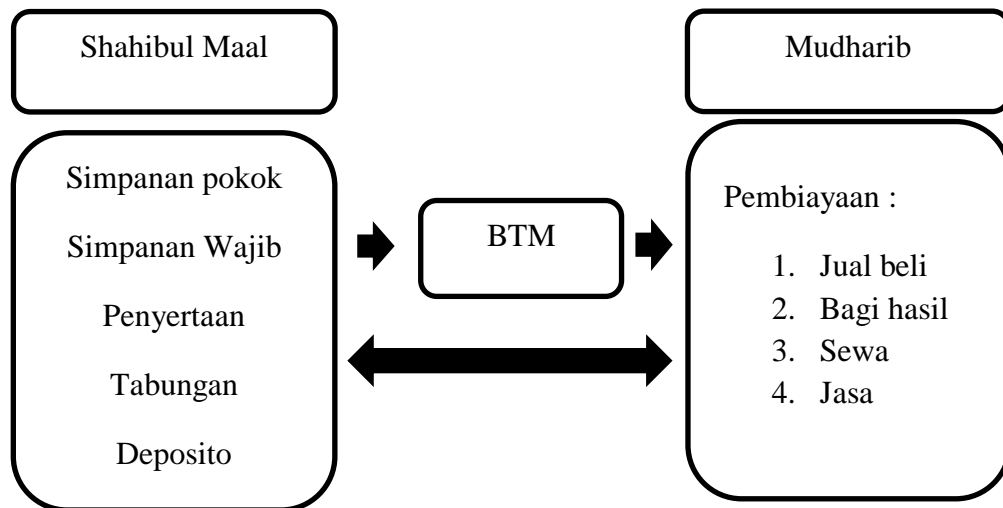 Shahibul Maal
Mudharib
Simpanan pokok
Simpanan Wajib
Penyertaan
Tabungan
Deposito
BTM
Pembiayaan :
1. Jual beli
2. Bagi hasil
3. Sewa
4. Jasa